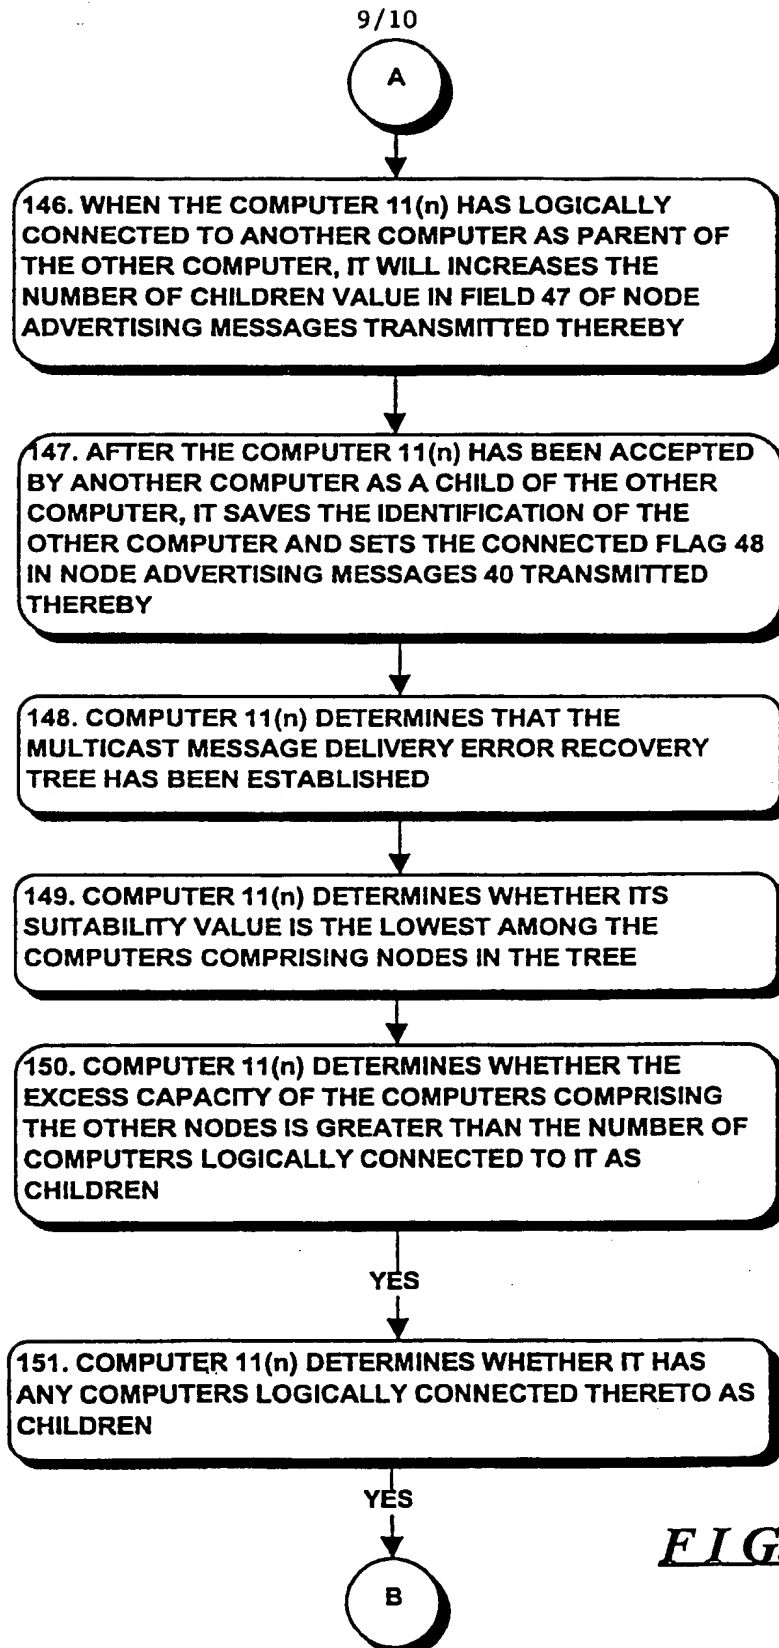 9/10
A
146. WHEN THE COMPUTER 11(n) HAS LOGICALLY
CONNECTED TO ANOTHER COMPUTER AS PARENT OF
THE OTHER COMPUTER, IT WILL INCREASES THE
NUMBER OF CHILDREN VALUE IN FIELD 47 OF NODE
ADVERTISING MESSAGES TRANSMITTED THEREBY
147. AFTER THE COMPUTER 11(n) HAS BEEN ACCEPTED
BY ANOTHER COMPUTER AS A CHILD OF THE OTHER
COMPUTER, IT SAVES THE IDENTIFICATION OF THE
OTHER COMPUTER AND SETS THE CONNECTED FLAG 48
IN NODE ADVERTISING MESSAGES 40 TRANSMITTED
THEREBY
148. COMPUTER 11(n) DETERMINES THAT THE
MULTICAST MESSAGE DELIVERY ERROR RECOVERY
TREE HAS BEEN ESTABLISHED
149. COMPUTER 11(n) DETERMINES WHETHER ITS
SUITABILITY VALUE IS THE LOWEST AMONG THE
COMPUTERS COMPRISING NODES IN THE TREE
150. COMPUTER 11(n) DETERMINES WHETHER THE
EXCESS CAPACITY OF THE COMPUTERS COMPRISING
THE OTHER NODES IS GREATER THAN THE NUMBER OF
COMPUTERS LOGICALLY CONNECTED TO IT AS
CHILDREN
YES
151. COMPUTER 11(n) DETERMINES WHETHER IT HAS
ANY COMPUTERS LOGICALLY CONNECTED THERETO AS
CHILDREN
YES
FIG
B